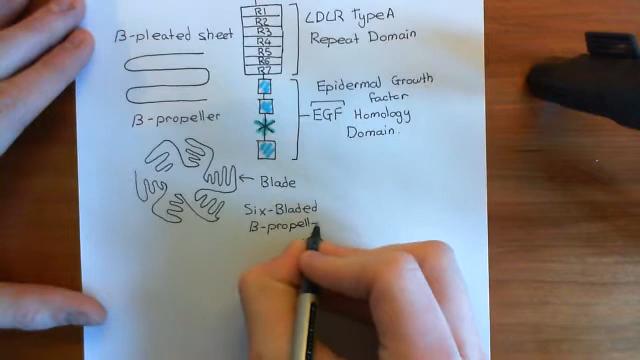 R1
R2
R3
R4
R5
R6
R7
LDLR Type A
Repeat Domain
B-pleated sheet
Epidermal Growth
factor
EGF Homology
Domain.
B-propeller
← Blade
Six-Bladed
B-propell